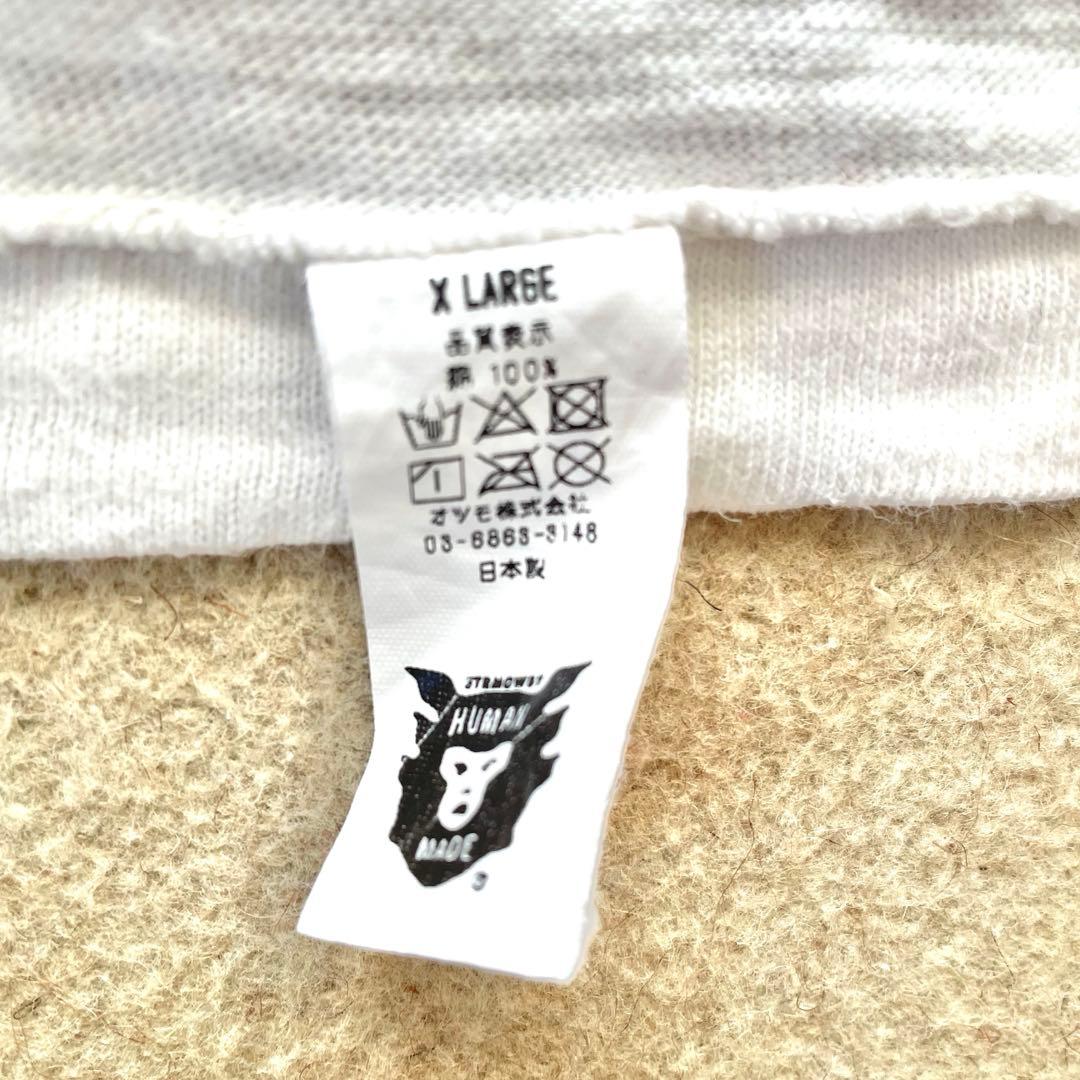 X LARGE
品質表示
綿 100%
オツモ株式会社
03-6863-3148
日本製
STRMCWBY
HUMAN
MADE